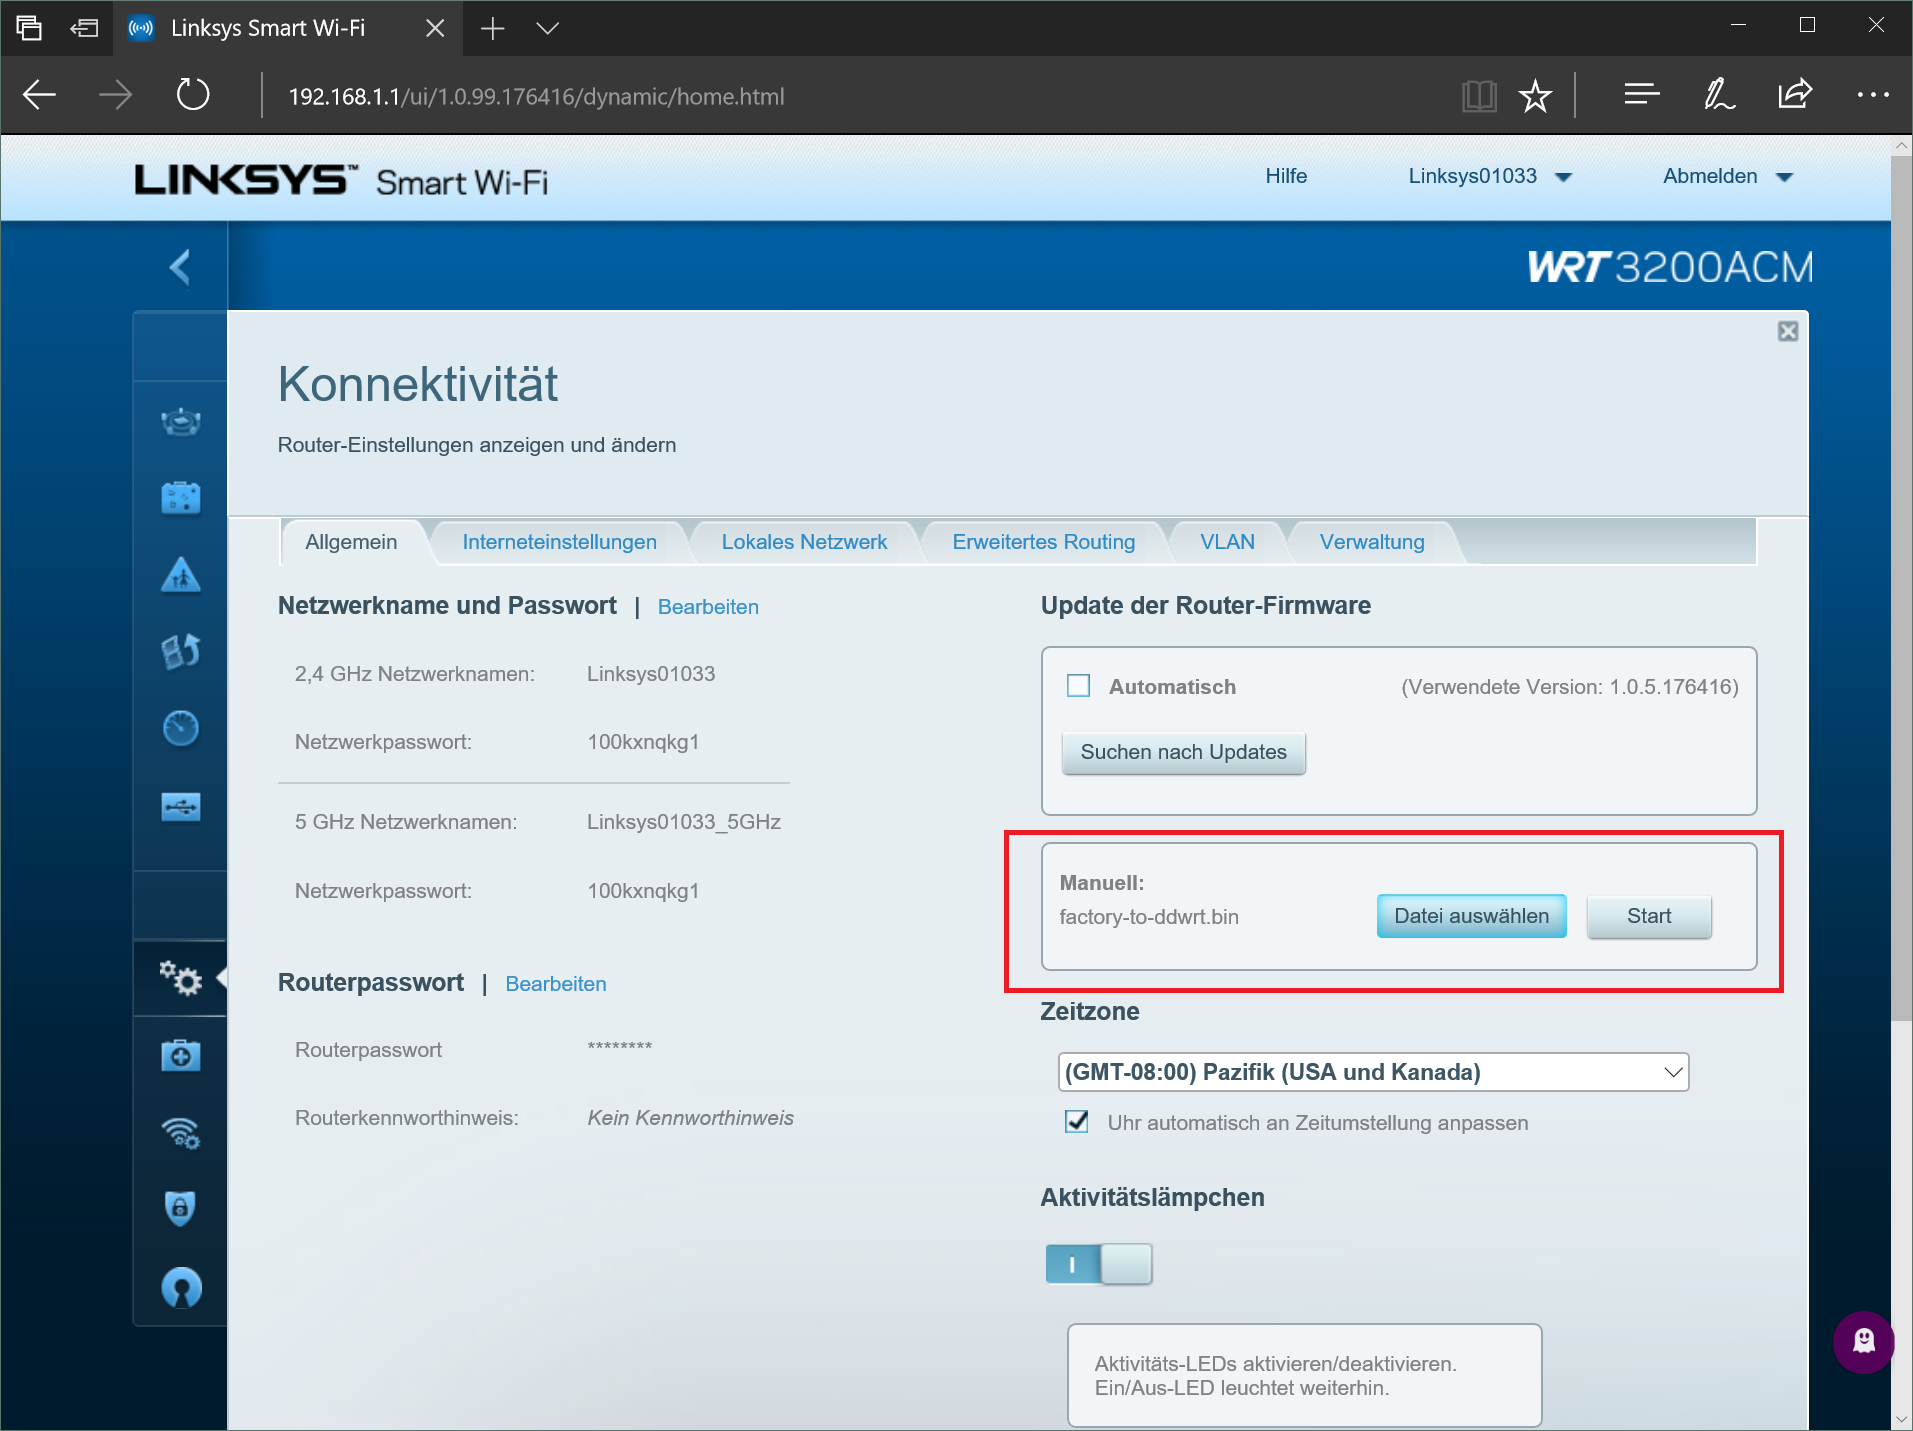 Linksys Smart Wi-Fi
192.168.1.1/ui/1.0.99.176416/dynamic/home.html
LINKSYS™ Smart Wi-Fi
Hilfe
Linksys01033
Abmelden
WRT3200ACM
Konnektivität
Router-Einstellungen anzeigen und ändern
Allgemein
Interneteinstellungen
Lokales Netzwerk
Erweitertes Routing
VLAN
Verwaltung
Netzwerkname und Passwort | Bearbeiten
2,4 GHz Netzwerknamen: Linksys01033
Netzwerkpasswort: 100kxnqkg1
5 GHz Netzwerknamen: Linksys01033_5GHz
Netzwerkpasswort: 100kxnqkg1
Routerpasswort | Bearbeiten
Routerpasswort ********
Routerkennworthinweis: Kein Kennworthinweis
Update der Router-Firmware
Automatisch (Verwendete Version: 1.0.5.176416)
Suchen nach Updates
Manuell:
factory-to-ddwrt.bin
Datei auswählen
Start
Zeitzone
(GMT-08:00) Pazifik (USA und Kanada)
Uhr automatisch an Zeitumstellung anpassen
Aktivitätslämpchen
I
Aktivitäts-LEDs aktivieren/deaktivieren.
Ein/Aus-LED leuchtet weiterhin.